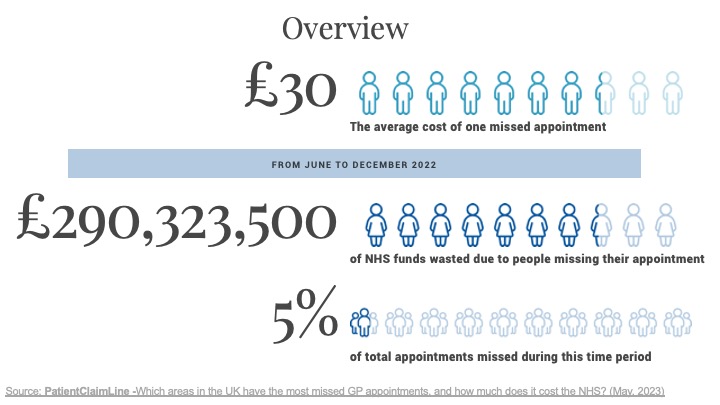 Overview
£30
The average cost of one missed appointment
FROM JUNE TO DECEMBER 2022
£290,323,500
of NHS funds wasted due to people missing their appointment
5%
of total appointments missed during this time period
Source: PatientClaimLine -Which areas in the UK have the most missed GP appointments, and how much does it cost the NHS? (May, 2023)